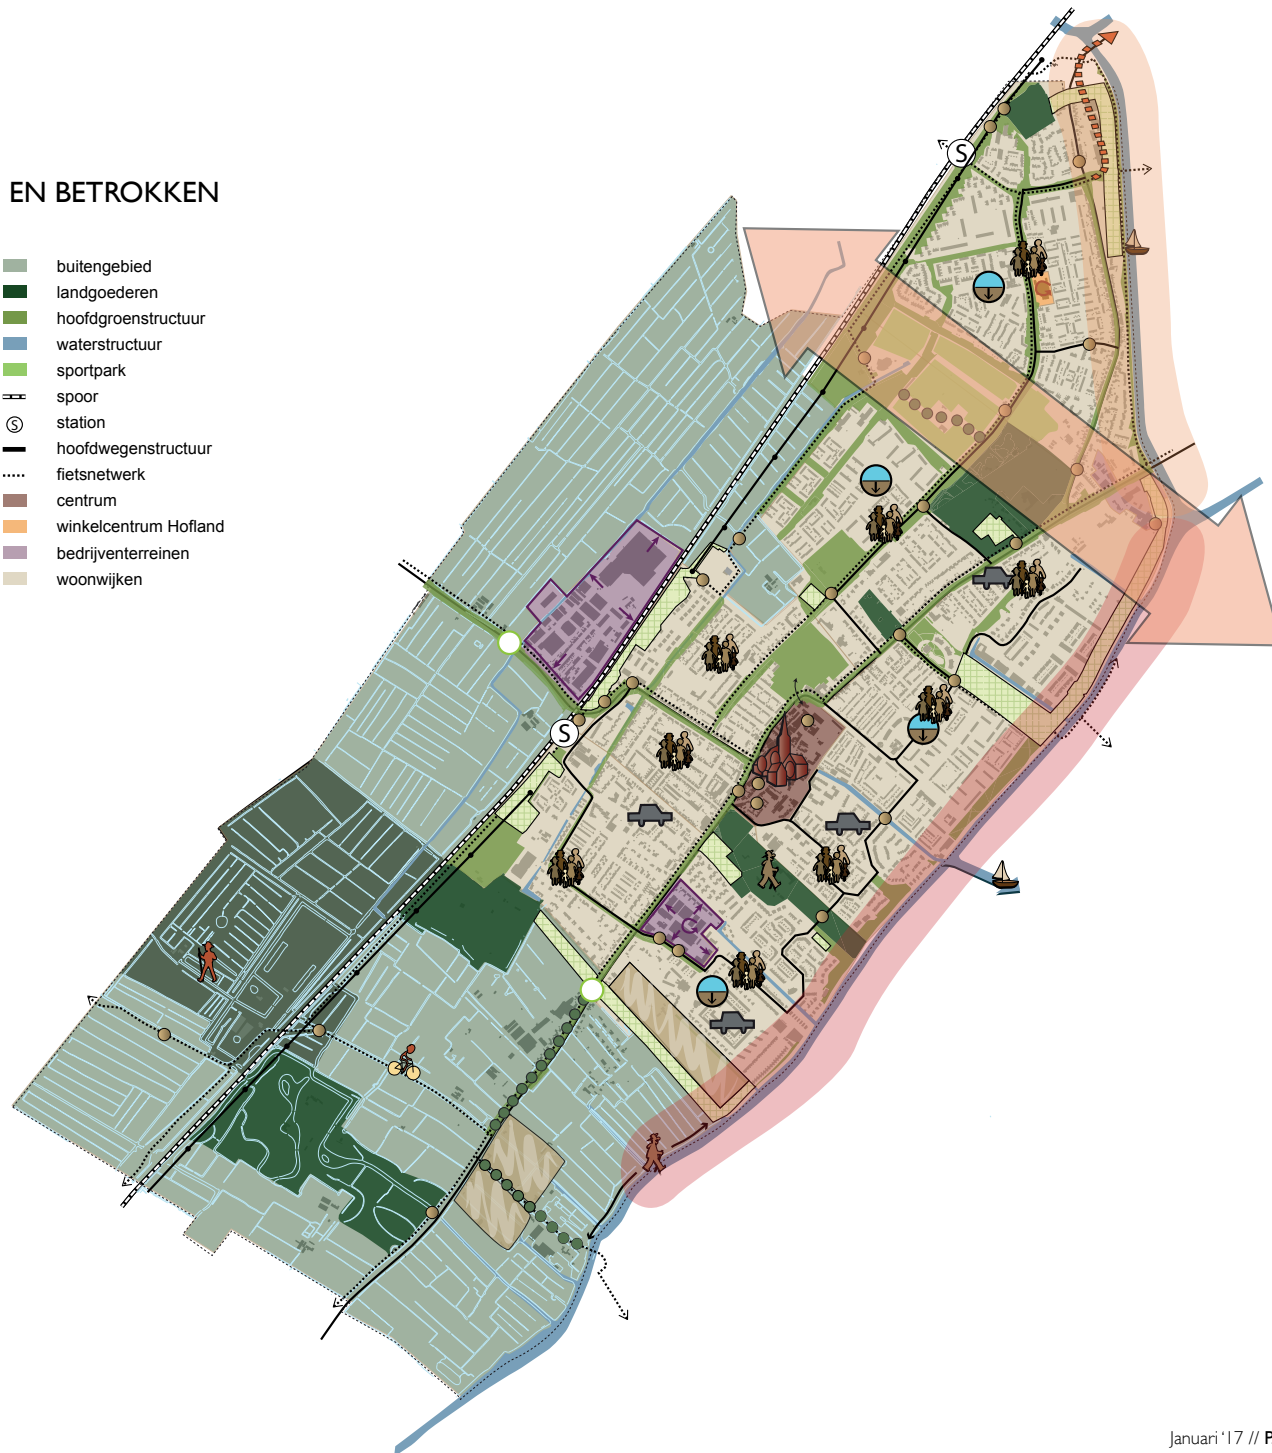 EN BETROKKEN
buitengebied
landgoederen
hoofdgroenstructuur
waterstructuur
sportpark
spoor
S station
hoofdwegenstructuur
fietsnetwerk
centrum
winkelcentrum Hofland
bedrijventerreinen
woonwijken
S
S
Januari '17 // P